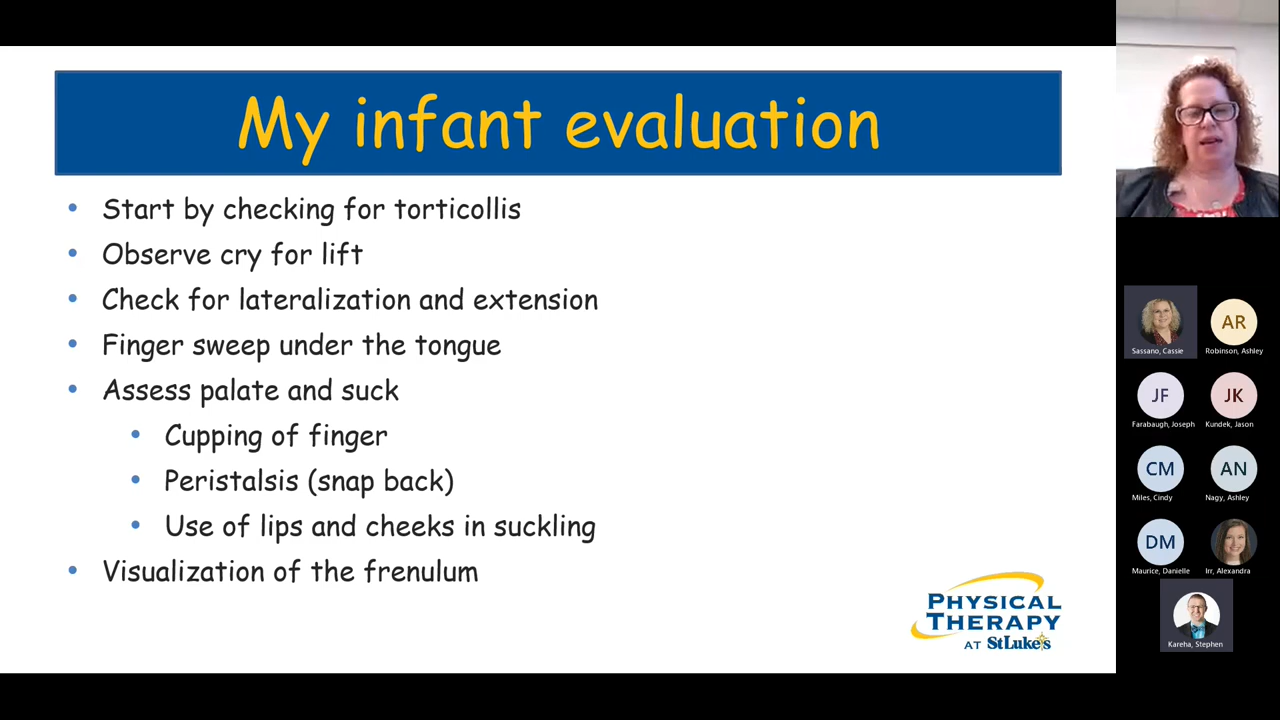 My infant evaluation
• Start by checking for torticollis
• Observe cry for lift
• Check for lateralization and extension
• Finger sweep under the tongue
• Assess palate and suck
• Cupping of finger
• Peristalsis (snap back)
• Use of lips and cheeks in suckling
• Visualization of the frenulum
PHYSICAL
THERAPY
AT StLuke's
Sassano, Cassie
AR
Robinson, Ashley
JF
Farabaugh, Joseph
JK
Kundek, Jason
CM
Miles, Cindy
AN
Nagy, Ashley
DM
Maurice, Danielle
Irr, Alexandra
Kareha, Stephen